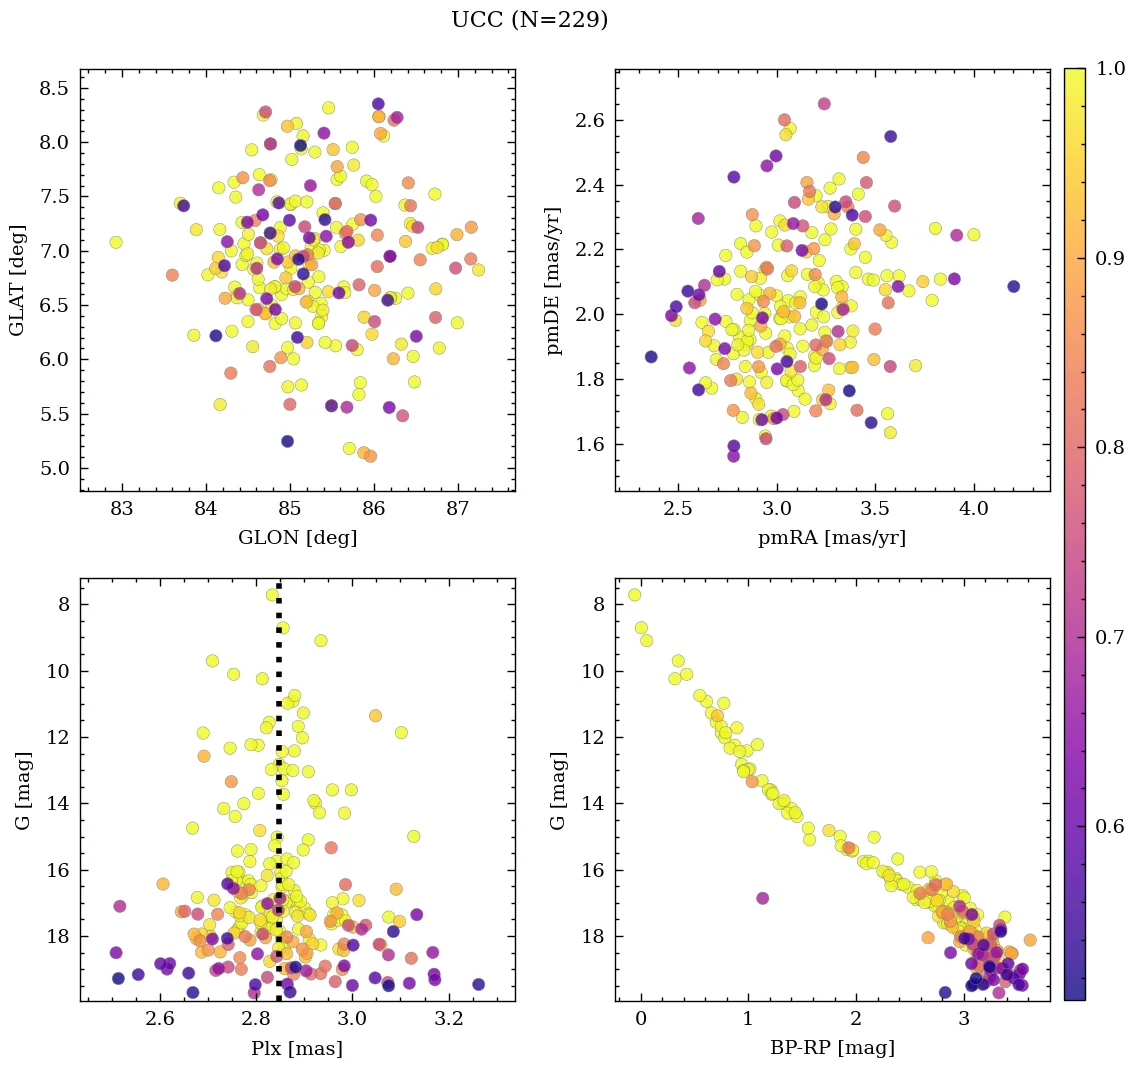 UCC (N=229)
8.5
8.0
7.5
7.0
6.5
6.0
5.5
5.0
GLAT [deg]
83 84 85 86 87
GLON [deg]
2.6
2.4
2.2
2.0
1.8
1.6
pmDE [mas/yr]
2.5 3.0 3.5 4.0
pmRA [mas/yr]
1.0
0.9
0.8
0.7
0.6
8
10
12
14
16
18
G [mag]
2.6 2.8 3.0 3.2
Plx [mas]
8
10
12
14
16
18
G [mag]
0 1 2 3
BP-RP [mag]